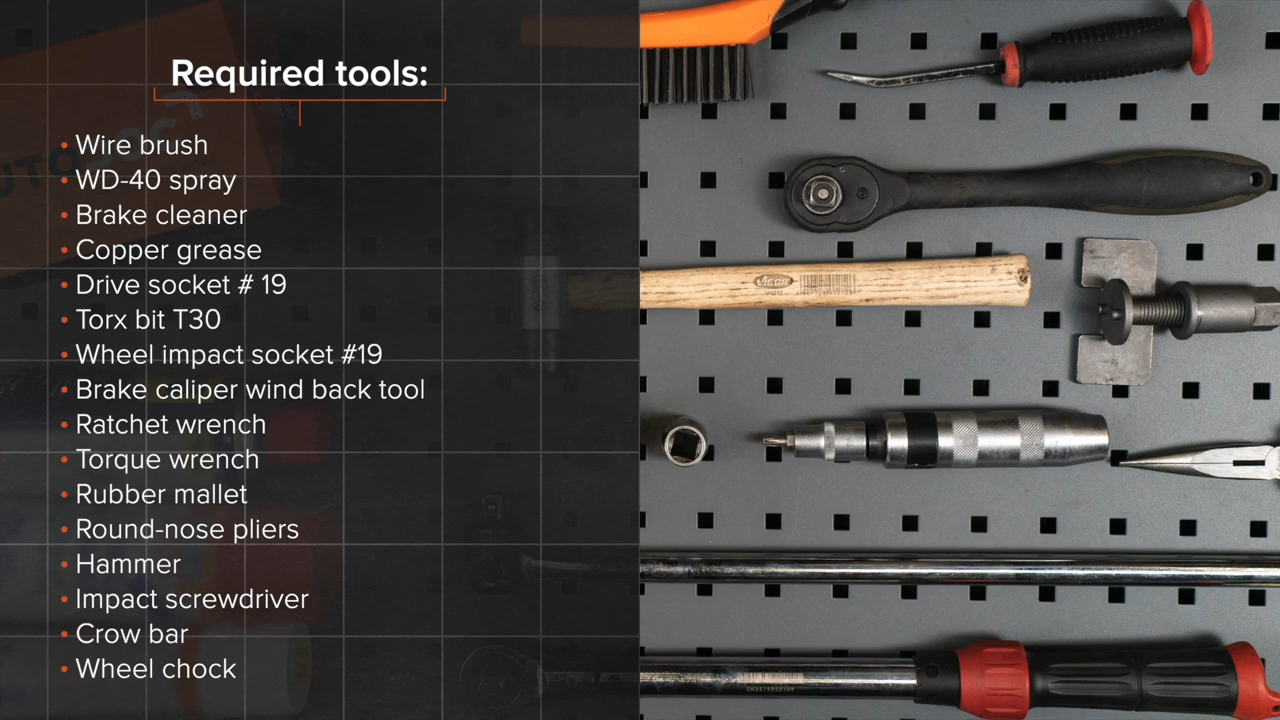 Required tools:
• Wire brush
• WD-40 spray
• Brake cleaner
• Copper grease
• Drive socket # 19
• Torx bit T30
• Wheel impact socket #19
• Brake caliper wind back tool
• Ratchet wrench
• Torque wrench
• Rubber mallet
• Round-nose pliers
• Hammer
• Impact screwdriver
• Crow bar
• Wheel chock
VIGOR